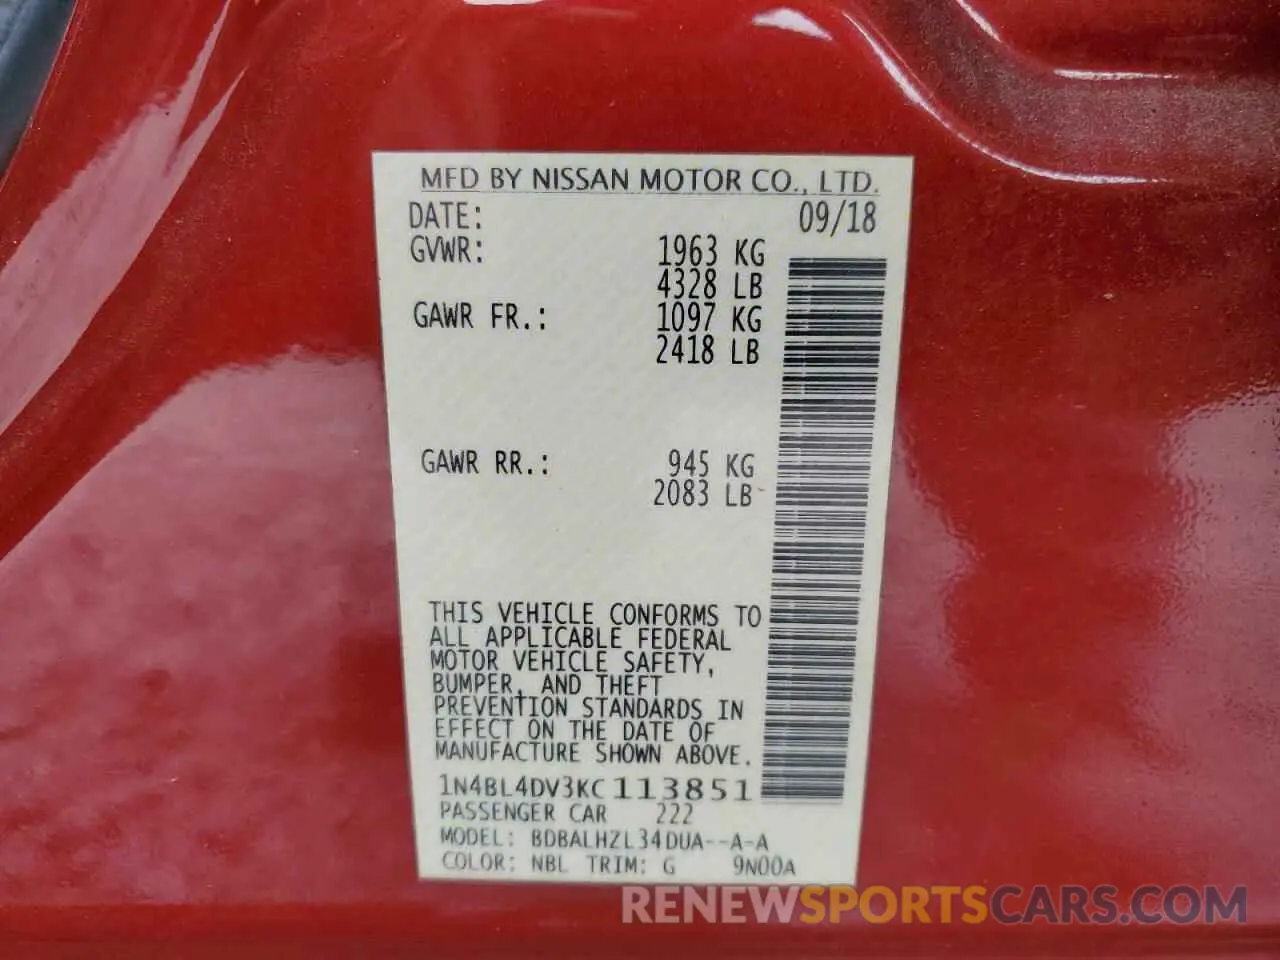 MFD BY NISSAN MOTOR CO., LTD.
DATE: 09/18
GVWR: 1963 KG
4328 LB
GAWR FR.: 1097 KG
2418 LB
GAWR RR.: 945 KG
2083 LB
THIS VEHICLE CONFORMS TO
ALL APPLICABLE FEDERAL
MOTOR VEHICLE SAFETY,
BUMPER, AND THEFT
PREVENTION STANDARDS IN
EFFECT ON THE DATE OF
MANUFACTURE SHOWN ABOVE.
1N4BL4DV3KC113851
PASSENGER CAR 222
MODEL: BDBALHZL34DUA--A-A
COLOR: NBL TRIM: G 9N00A
RENEWSPORTSCARS.COM